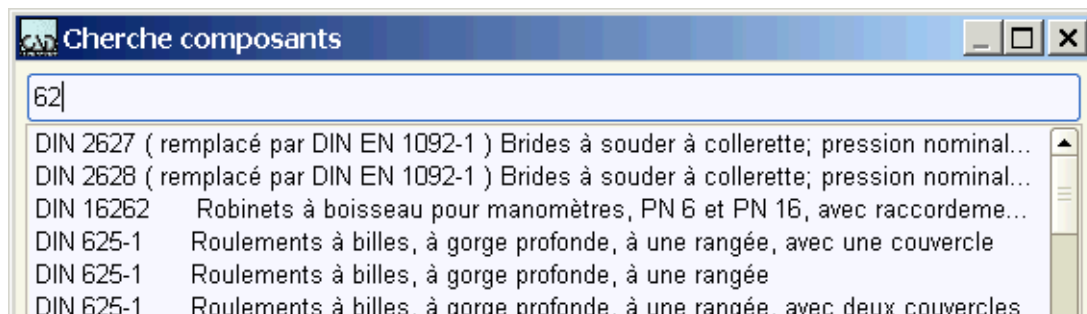 CAD Cherche composants
62
DIN 2627 ( remplacé par DIN EN 1092-1 ) Brides à souder à collerette; pression nominal...
DIN 2628 ( remplacé par DIN EN 1092-1 ) Brides à souder à collerette; pression nominal...
DIN 16262 Robinets à boisseau pour manomètres, PN 6 et PN 16, avec raccordeme...
DIN 625-1 Roulements à billes, à gorge profonde, à une rangée, avec une couvercle
DIN 625-1 Roulements à billes, à gorge profonde, à une rangée
DIN 625-1 Roulements à billes, à gorge profonde, à une rangée, avec deux couvercles